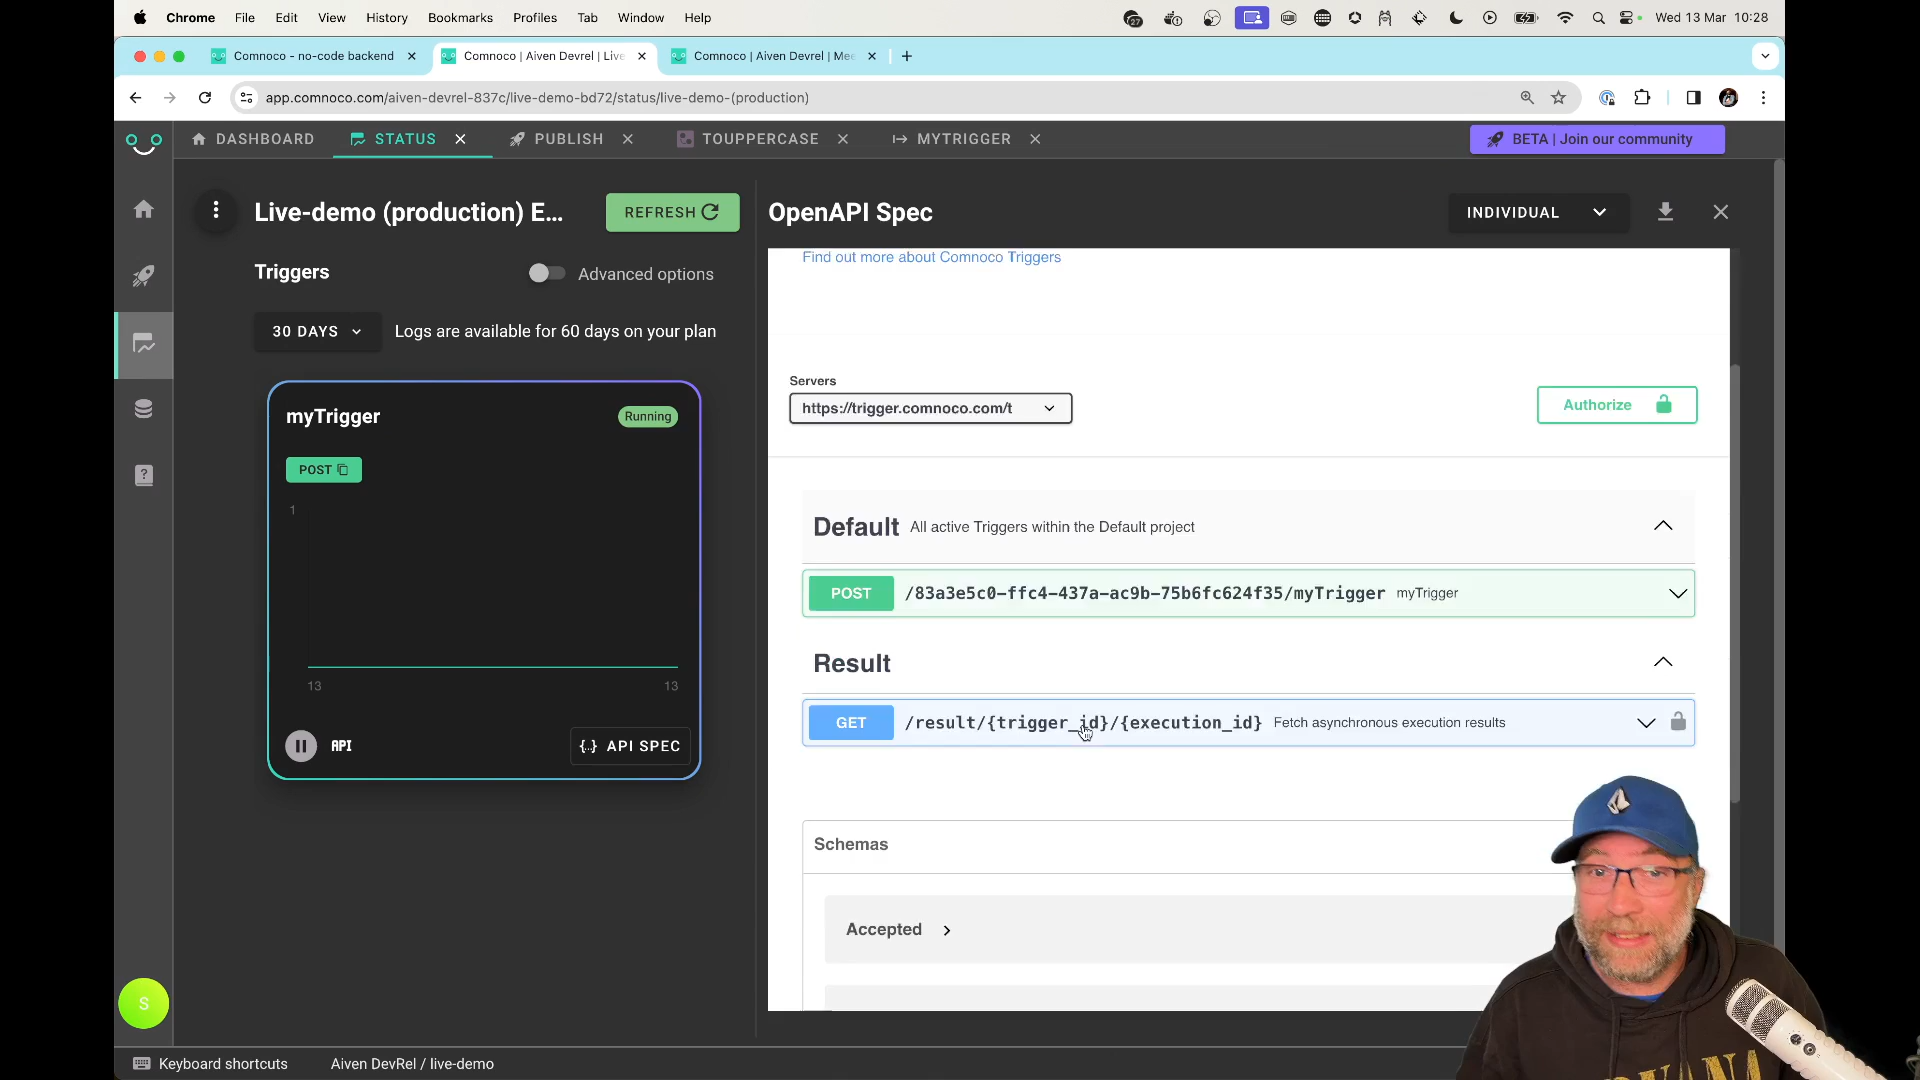 Chrome File Edit View History Bookmarks Profiles Tab Window Help
27
Wed 13 Mar 10:28
Comnoco - no-code backend
Comnoco | Aiven Devrel | Live
Comnoco | Aiven Devrel | Mee
app.comnoco.com/aiven-devrel-837c/live-demo-bd72/status/live-demo-(production)
DASHBOARD STATUS PUBLISH TOUPPERCASE MYTRIGGER
BETA | Join our community
Live-demo (production) E...
REFRESH
OpenAPI Spec
INDIVIDUAL
Triggers
Advanced options
Find out more about Comnoco Triggers
30 DAYS
Logs are available for 60 days on your plan
Servers
https://trigger.comnoco.com/t
Authorize
myTrigger
Running
POST
1
13
13
API
{..} API SPEC
Default All active Triggers within the Default project
POST /83a3e5c0-ffc4-437a-ac9b-75b6fc624f35/myTrigger myTrigger
Result
GET /result/{trigger_id}/{execution_id} Fetch asynchronous execution results
Schemas
Accepted
S
Keyboard shortcuts
Aiven DevRel / live-demo